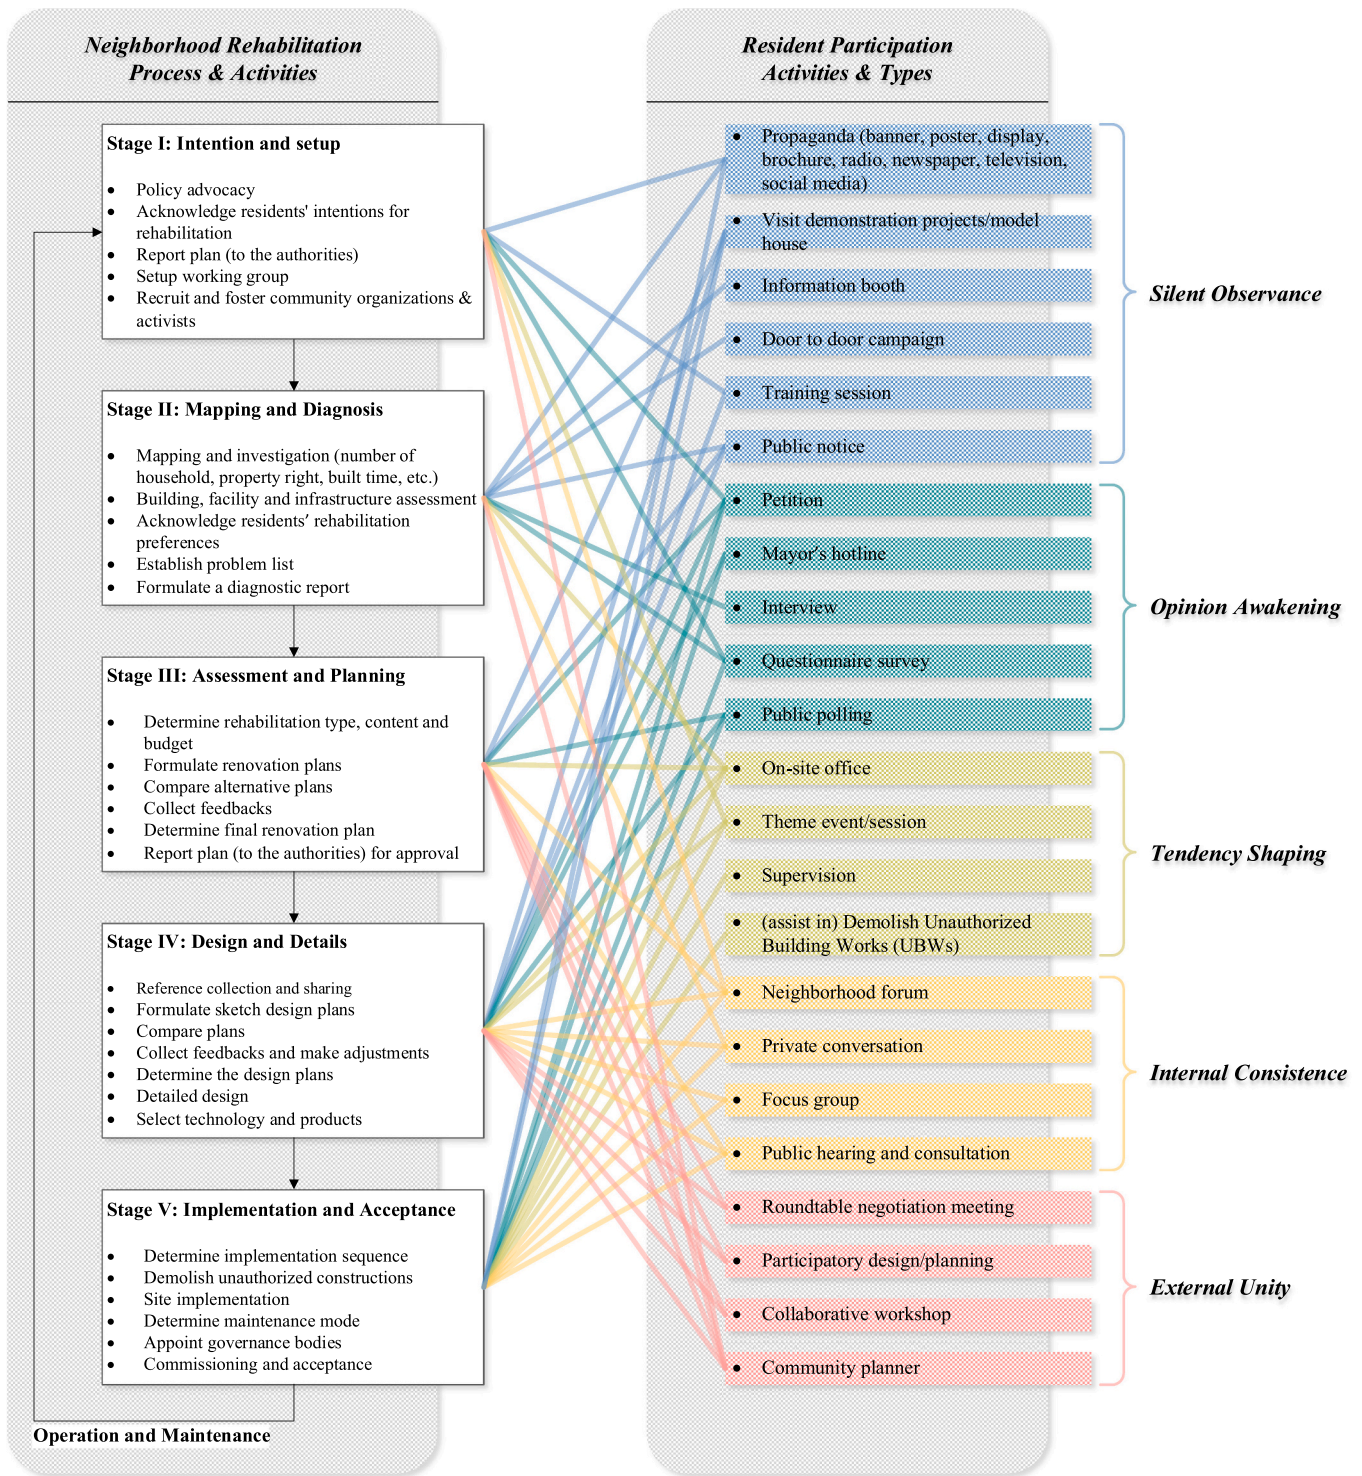 Neighborhood Rehabilitation
Process & Activities
Stage I: Intention and setup
• Policy advocacy
• Acknowledge residents' intentions for
rehabilitation
• Report plan (to the authorities)
• Setup working group
• Recruit and foster community organizations &
activists
Stage II: Mapping and Diagnosis
• Mapping and investigation (number of
household, property right, built time, etc.)
• Building, facility and infrastructure assessment
• Acknowledge residents’ rehabilitation
preferences
• Establish problem list
• Formulate a diagnostic report
Stage III: Assessment and Planning
• Determine rehabilitation type, content and
budget
• Formulate renovation plans
• Compare alternative plans
• Collect feedbacks
• Determine final renovation plan
• Report plan (to the authorities) for approval
Stage IV: Design and Details
• Reference collection and sharing
• Formulate sketch design plans
• Compare plans
• Collect feedbacks and make adjustments
• Determine the design plans
• Detailed design
• Select technology and products
Stage V: Implementation and Acceptance
• Determine implementation sequence
• Demolish unauthorized constructions
• Site implementation
• Determine maintenance mode
• Appoint governance bodies
• Commissioning and acceptance
Operation and Maintenance
Resident Participation
Activities & Types
• Propaganda (banner, poster, display,
brochure, radio, newspaper, television,
social media)
• Visit demonstration projects/model
house
• Information booth
• Door to door campaign
• Training session
• Public notice
Silent Observance
• Petition
• Mayor's hotline
• Interview
• Questionnaire survey
• Public polling
Opinion Awakening
• On-site office
• Theme event/session
• Supervision
• (assist in) Demolish Unauthorized
Building Works (UBWs)
Tendency Shaping
• Neighborhood forum
• Private conversation
• Focus group
• Public hearing and consultation
Internal Consistence
• Roundtable negotiation meeting
• Participatory design/planning
• Collaborative workshop
• Community planner
External Unity